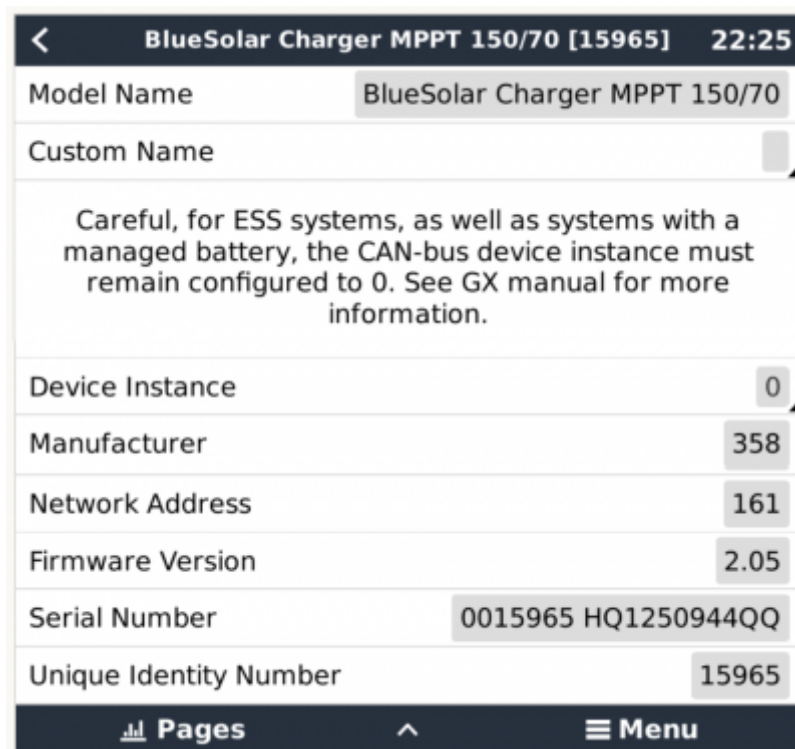 BlueSolar Charger MPPT 150/70 [15965] 22:25
Model Name BlueSolar Charger MPPT 150/70
Custom Name
Careful, for ESS systems, as well as systems with a
managed battery, the CAN-bus device instance must
remain configured to 0. See GX manual for more
information.
Device Instance 0
Manufacturer 358
Network Address 161
Firmware Version 2.05
Serial Number 0015965 HQ1250944QQ
Unique Identity Number 15965
Pages Menu